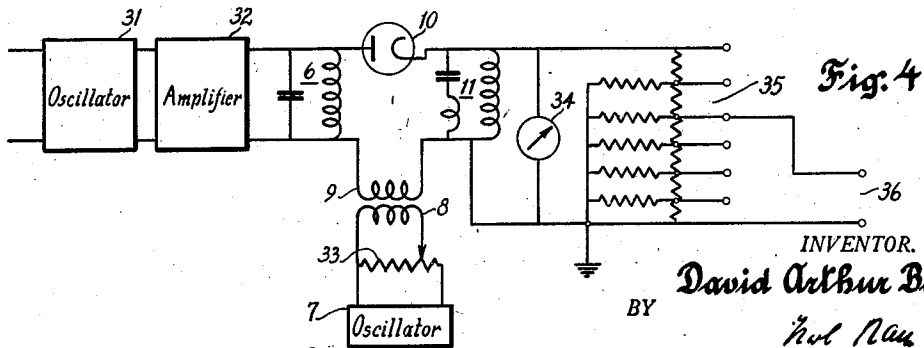 31
32
10
Oscillator
Amplifier
6
11
34
35
Fig. 4
9
8
33
7
Oscillator
36
INVENTOR.
BY David Arthur B